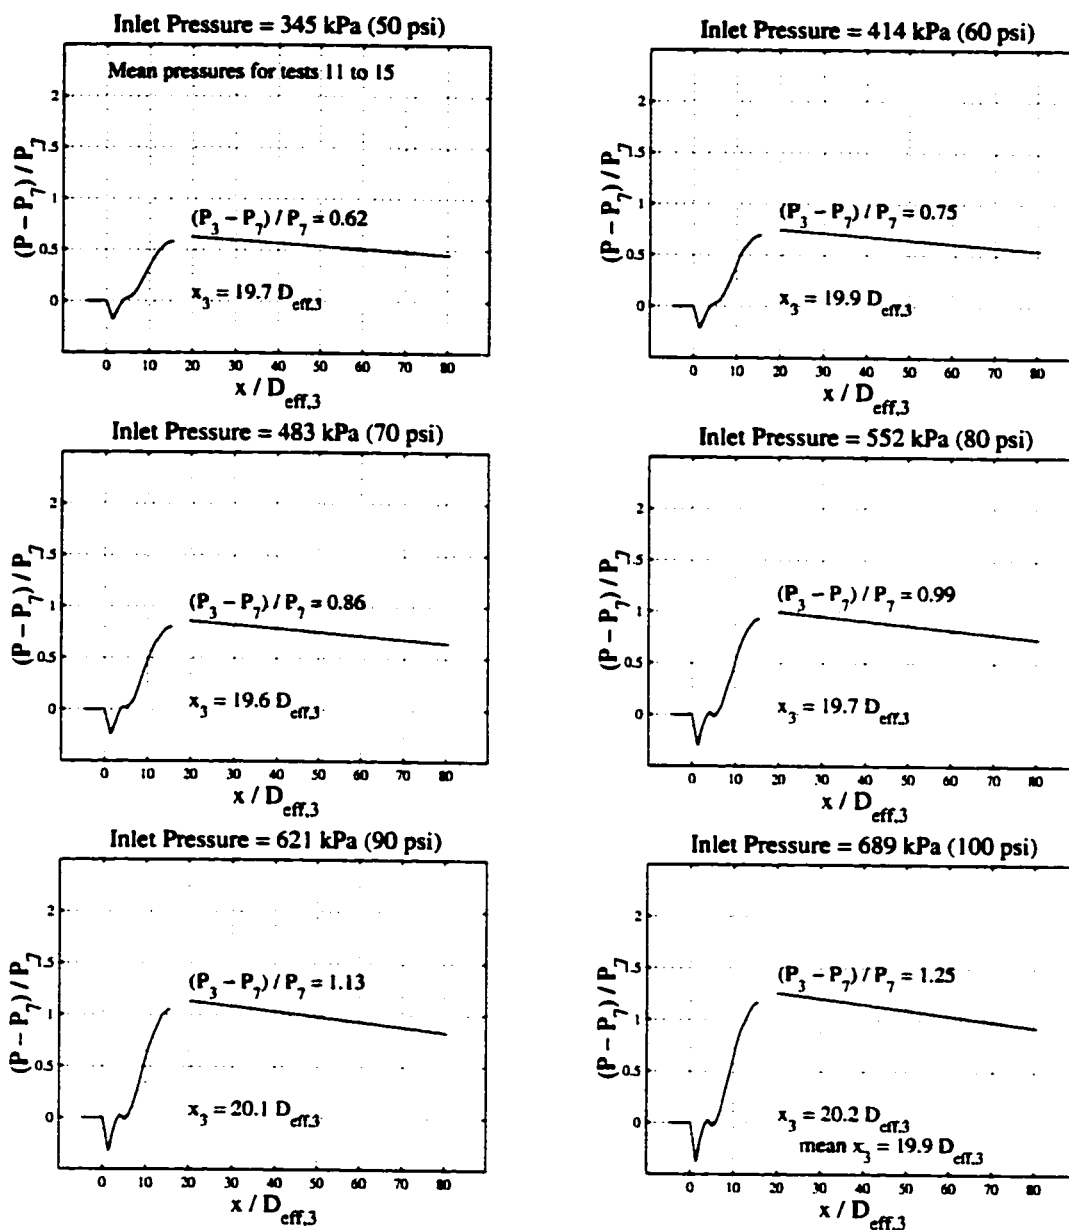 Inlet Pressure = 345 kPa (50 psi)
Mean pressures for tests 11 to 15
(P – P7) / P7
2
1.5
1
0.5
0
(P3 – P7) / P7 = 0.62
x3 = 19.7 Deff,3
0 10 20 30 40 50 60 70 80
x / Deff,3
Inlet Pressure = 414 kPa (60 psi)
(P – P7) / P7
2
1.5
1
0.5
0
(P3 – P7) / P7 = 0.75
x3 = 19.9 Deff,3
0 10 20 30 40 50 60 70 80
x / Deff,3
Inlet Pressure = 483 kPa (70 psi)
(P – P7) / P7
2
1.5
1
0.5
0
(P3 – P7) / P7 = 0.86
x3 = 19.6 Deff,3
0 10 20 30 40 50 60 70 80
x / Deff,3
Inlet Pressure = 552 kPa (80 psi)
(P – P7) / P7
2
1.5
1
0.5
0
(P3 – P7) / P7 = 0.99
x3 = 19.7 Deff,3
0 10 20 30 40 50 60 70 80
x / Deff,3
Inlet Pressure = 621 kPa (90 psi)
(P – P7) / P7
2
1.5
1
0.5
0
(P3 – P7) / P7 = 1.13
x3 = 20.1 Deff,3
0 10 20 30 40 50 60 70 80
x / Deff,3
Inlet Pressure = 689 kPa (100 psi)
(P – P7) / P7
2
1.5
1
0.5
0
(P3 – P7) / P7 = 1.25
x3 = 20.2 Deff,3
mean x3 = 19.9 Deff,3
0 10 20 30 40 50 60 70 80
x / Deff,3